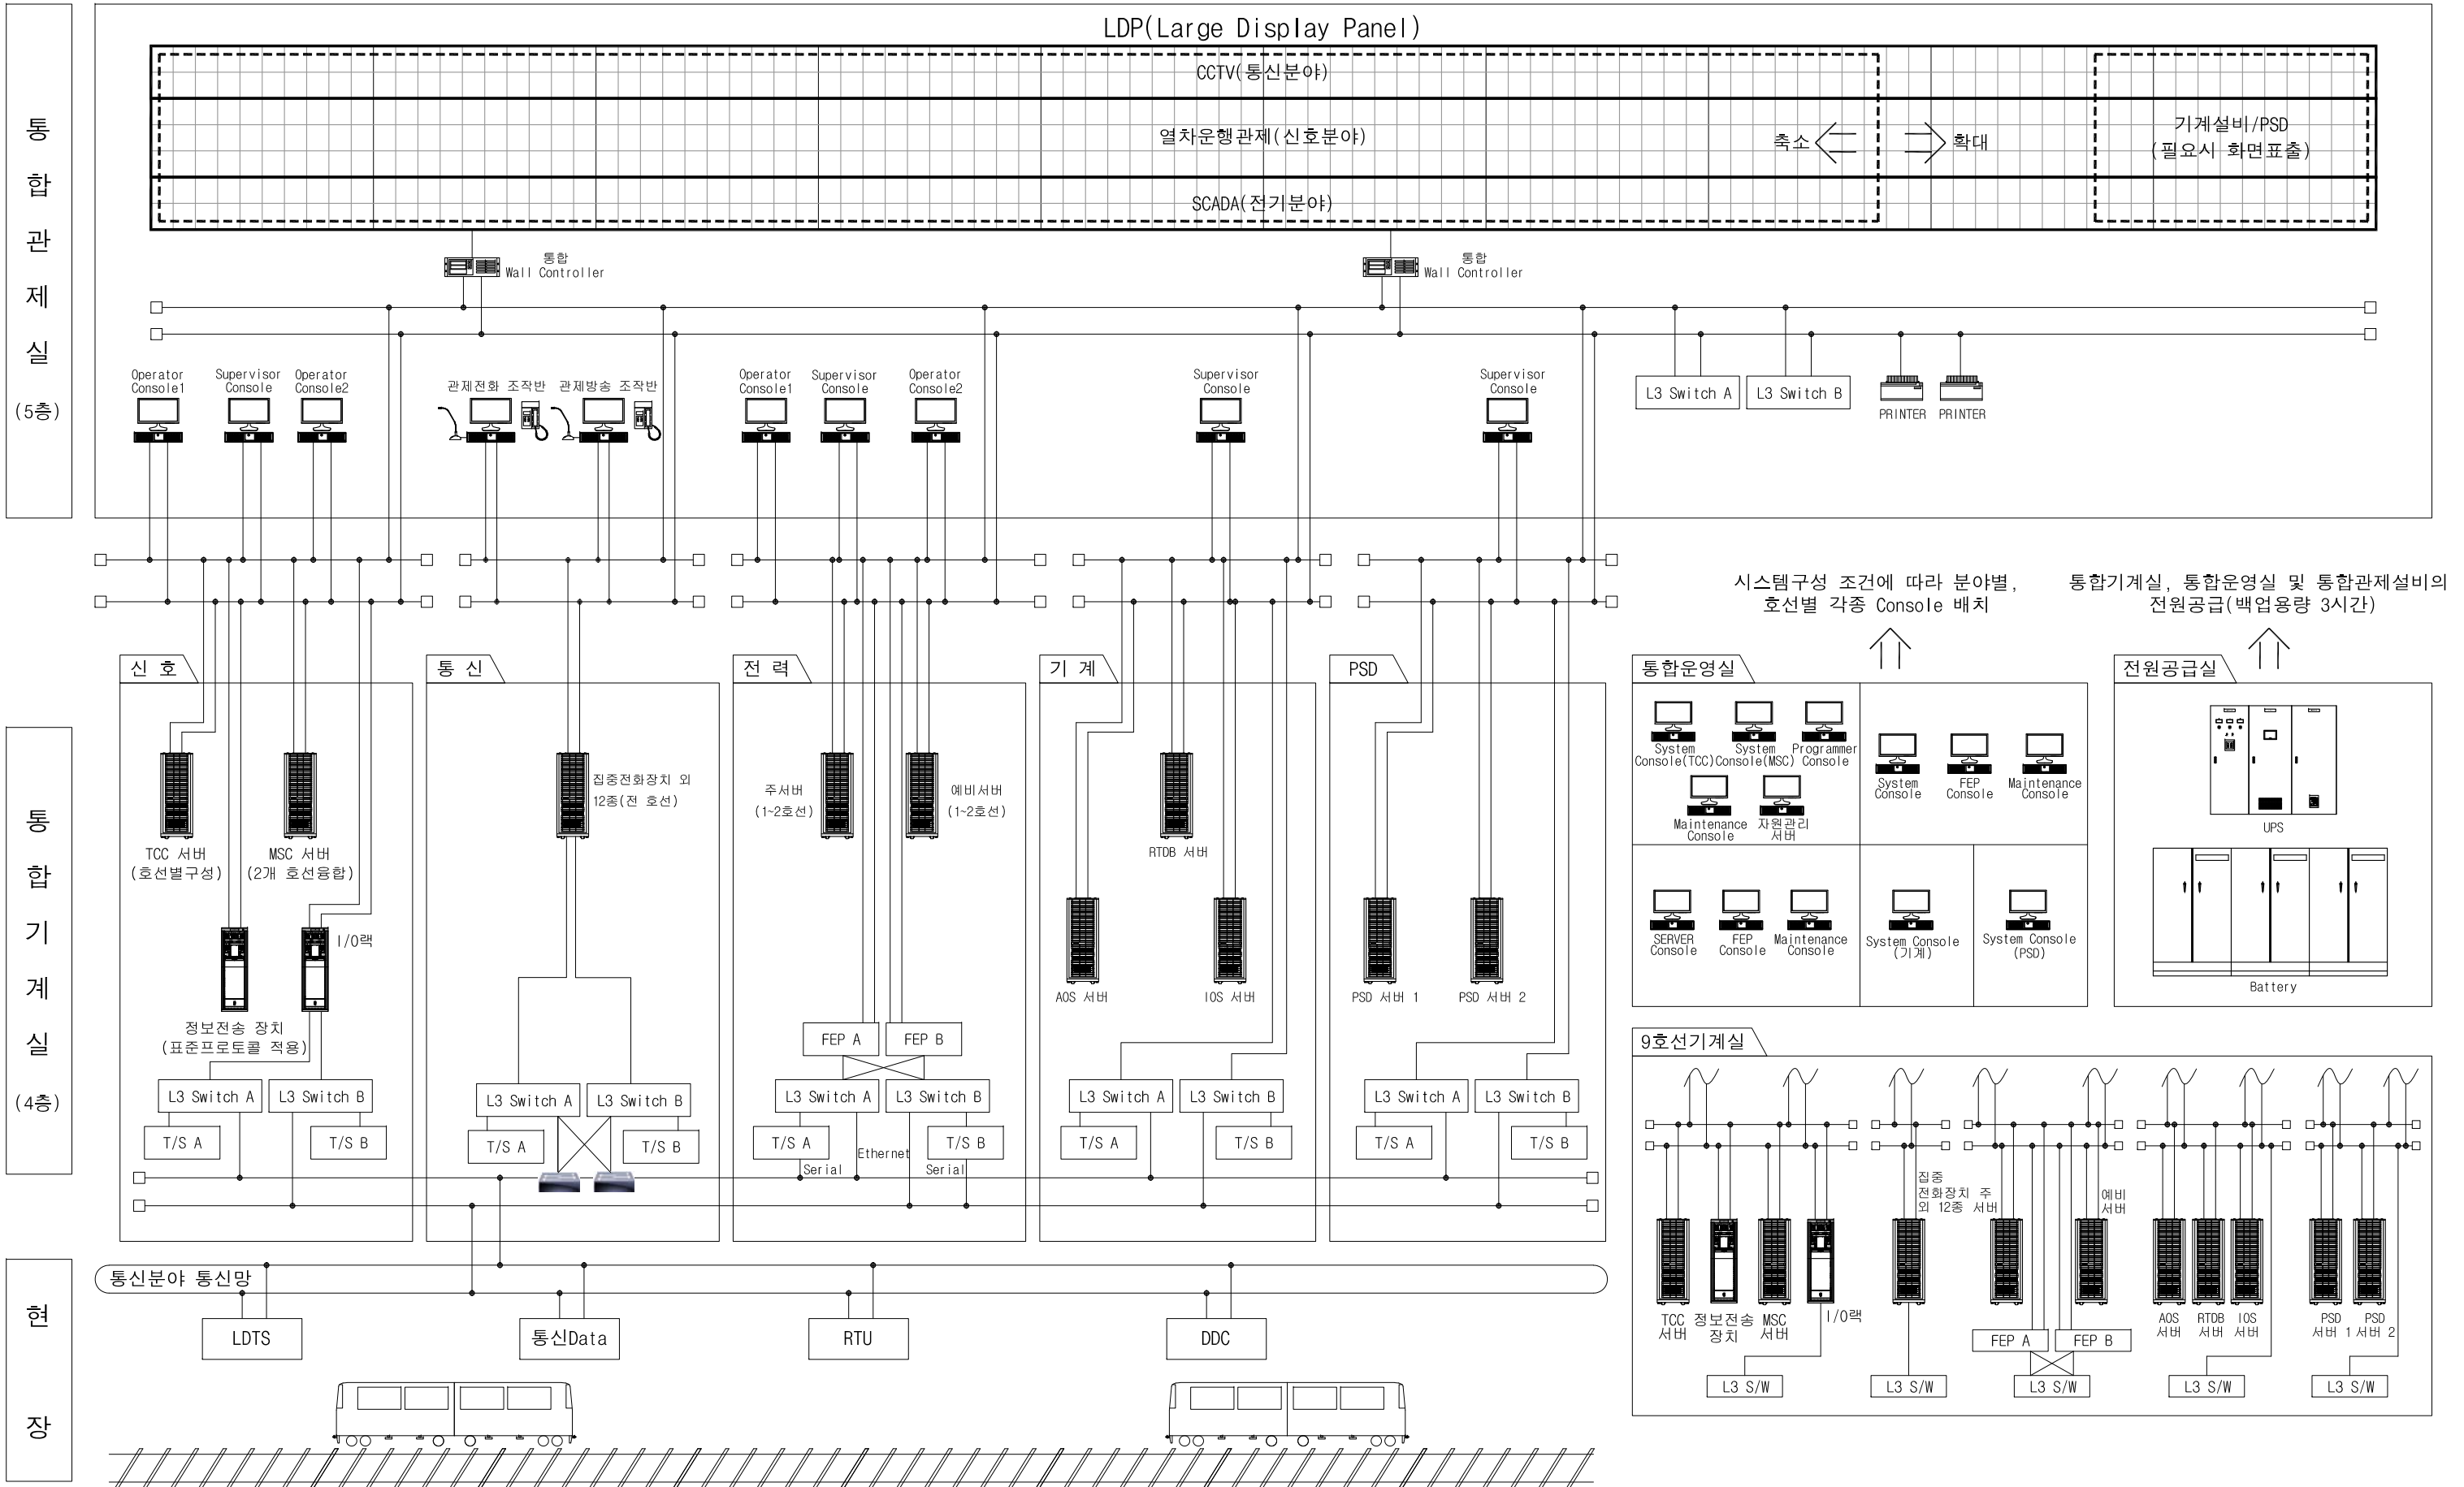 LDP(Large Display Panel)
CCTV(통신분야)
열차운행관제(신호분야)
축소
확대
기계설비/PSD
(필요시 화면표출)
SCADA(전기분야)
통합관제실
(5층)
통합
Wall Controller
통합
Wall Controller
Operator
Console1
Supervisor
Console
Operator
Console2
관제전화 조작반
관제방송 조작반
Operator
Console1
Supervisor
Console
Operator
Console2
Supervisor
Console
Supervisor
Console
L3 Switch A
L3 Switch B
PRINTER
PRINTER
시스템구성 조건에 따라 분야별,
호선별 각종 Console 배치
통합기계실, 통합운영실 및 통합관제설비의
전원공급(백업용량 3시간)
통합기계실
(4층)
신 호
TCC 서버
(호선별구성)
MSC 서버
(2개 호선융합)
I/O랙
정보전송 장치
(표준프로토콜 적용)
L3 Switch A
L3 Switch B
T/S A
T/S B
통 신
집중전화장치 외
12종(전 호선)
L3 Switch A
L3 Switch B
T/S A
T/S B
전 력
주서버
(1~2호선)
예비서버
(1~2호선)
FEP A
FEP B
L3 Switch A
L3 Switch B
T/S A
T/S B
Ethernet
Serial
Serial
기 계
RTDB 서버
AOS 서버
IOS 서버
L3 Switch A
L3 Switch B
T/S A
T/S B
PSD
PSD 서버 1
PSD 서버 2
L3 Switch A
L3 Switch B
T/S A
T/S B
통합운영실
System
Console(TCC)
System
Console(MSC)
Programmer
Console
Maintenance
Console
자원관리
서버
System
Console
FEP
Console
Maintenance
Console
SERVER
Console
FEP
Console
Maintenance
Console
System Console
(기계)
System Console
(PSD)
전원공급실
UPS
Battery
9호선기계실
집중
전화장치 주
외 12종 서버
예비
서버
TCC
서버
정보전송
장치
MSC
서버
I/O랙
FEP A
FEP B
AOS
서버
RTDB
서버
IOS
서버
PSD
서버 1
PSD
서버 2
L3 S/W
L3 S/W
L3 S/W
L3 S/W
L3 S/W
현장
통신분야 통신망
LDTS
통신Data
RTU
DDC